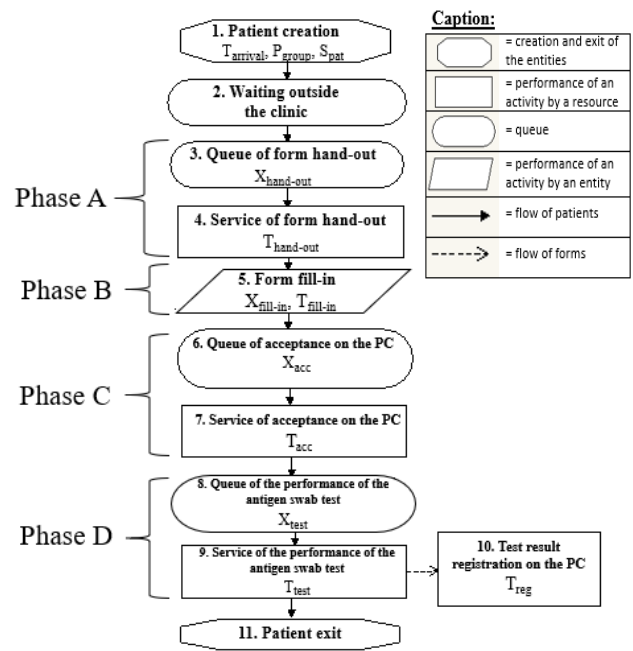 1. Patient creation
Tarrival, Pgroup, Spat
2. Waiting outside
the clinic
Phase A
3. Queue of form hand-out
Xhand-out
4. Service of form hand-out
Thand-out
Phase B
5. Form fill-in
Xfill-in, Tfill-in
Phase C
6. Queue of acceptance on the PC
Xacc
7. Service of acceptance on the PC
Tacc
Phase D
8. Queue of the performance of the
antigen swab test
Xtest
9. Service of the performance of the
antigen swab test
Ttest
10. Test result
registration on the PC
Treg
11. Patient exit
Caption:
= creation and exit of
the entities
= performance of an
activity by a resource
= queue
= performance of an
activity by an entity
= flow of patients
= flow of forms